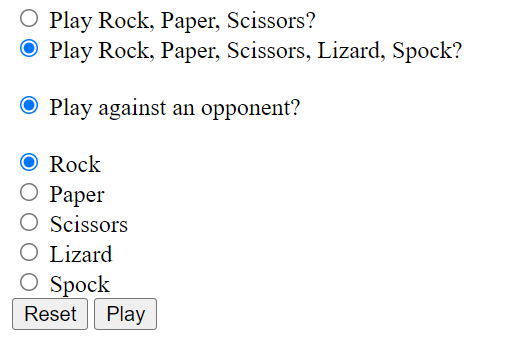 Play Rock, Paper, Scissors?
Play Rock, Paper, Scissors, Lizard, Spock?
Play against an opponent?
Rock
Paper
Scissors
Lizard
Spock
Reset Play